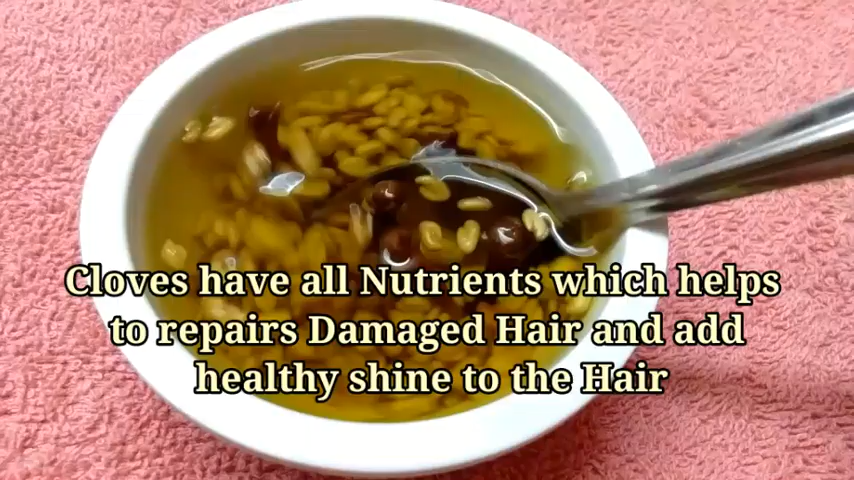 Cloves have all Nutrients which helps
to repairs Damaged Hair and add
healthy shine to the Hair